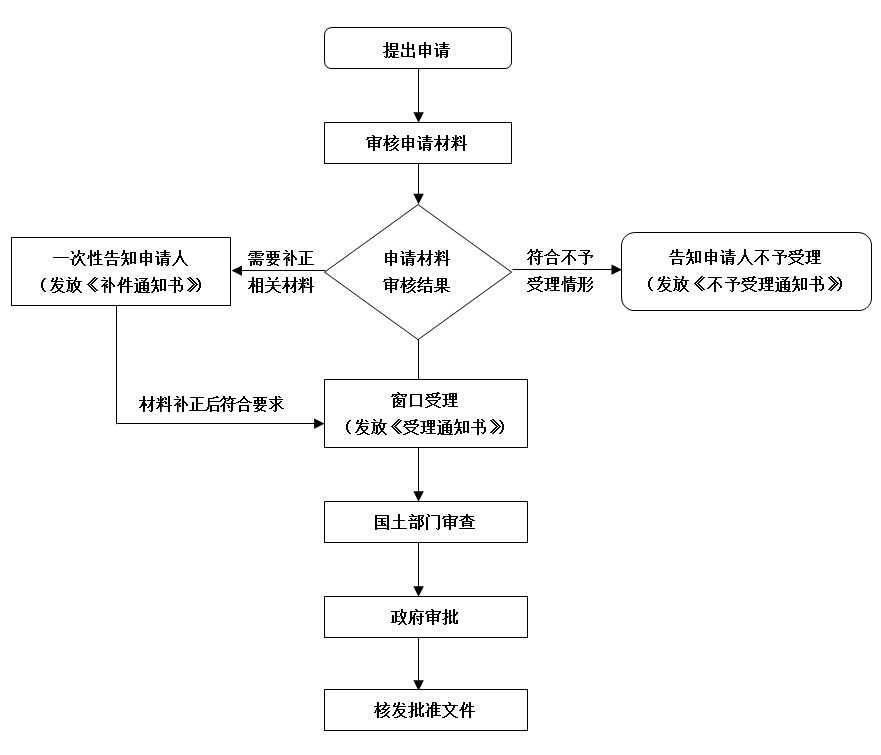 提出申请
审核申请材料
申请材料
审核结果
需要补正
相关材料
一次性告知申请人
（发放《补件通知书》）
符合不予
受理情形
告知申请人不予受理
（发放《不予受理通知书》）
材料补正后符合要求
窗口受理
（发放《受理通知书》）
国土部门审查
政府审批
核发批准文件